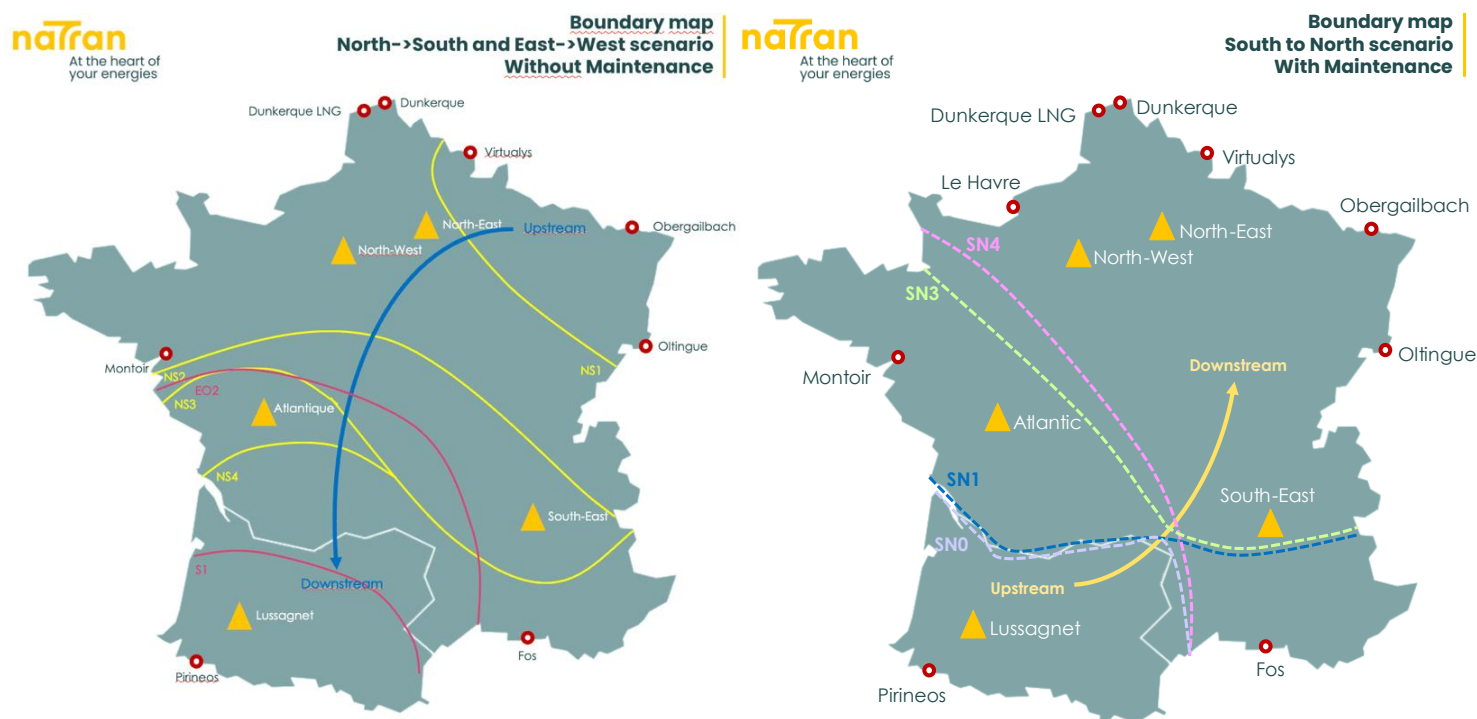 naTran
At the heart of
your energies
Boundary map
North->South and East->West scenario
Without Maintenance
Dunkerque LNG
Dunkerque
Virtualys
North-East
Upstream
Obergailbach
North-West
Oltingue
Montoir
NS1
NS2
EO2
NS3
Atlantique
NS4
South-East
S1
Downstream
Lussagnet
Fos
Pirineos
naTran
At the heart of
your energies
Boundary map
South to North scenario
With Maintenance
Dunkerque LNG
Dunkerque
Virtualys
Le Havre
Obergailbach
North-East
SN4
North-West
SN3
Oltingue
Downstream
Montoir
Atlantic
SN1
South-East
SN0
Upstream
Lussagnet
Fos
Pirineos